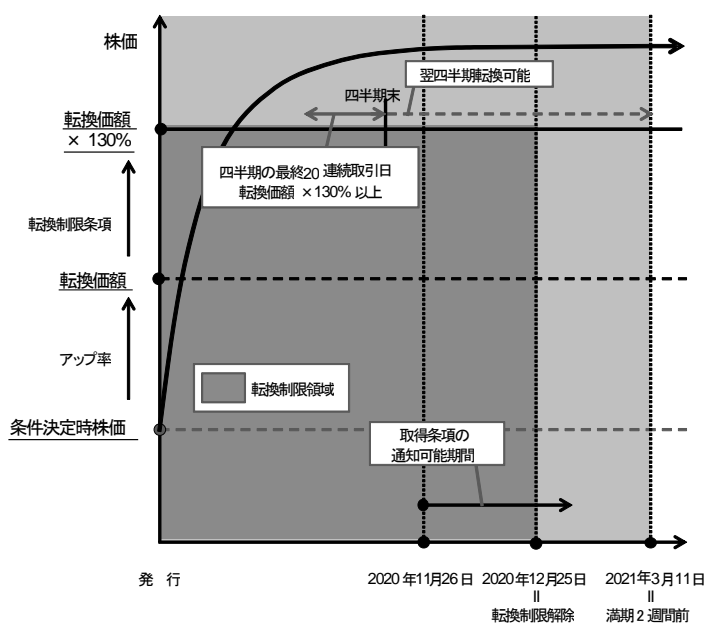 株価
翌四半期転換可能
四半期末
転換価額
× 130%
四半期の最終20 連続取引日
転換価額 ×130% 以上
転換制限条項
転換価額
アップ率
転換制限領域
条件決定時株価
取得条項の
通知可能期間
発 行
2020 年11月26 日
2020 年12月25日
=
転換制限解除
2021年3月11日
=
満期 2 週間前